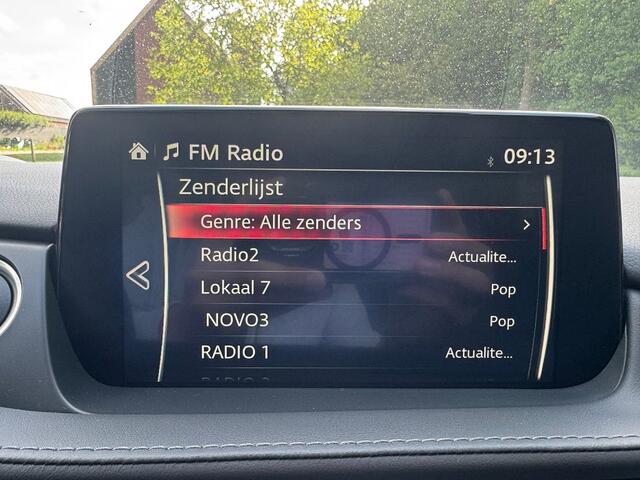 FM Radio 09:13
Zenderlijst
Genre: Alle zenders >
Radio2 Actualite...
Lokaal 7 Pop
NOVO3 Pop
RADIO 1 Actualite...